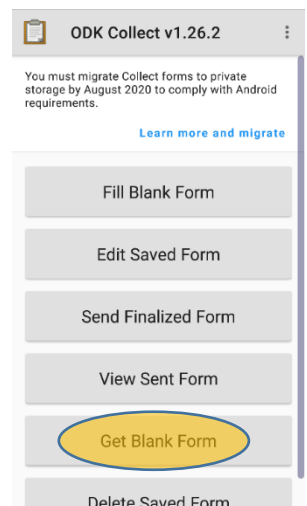 ODK Collect v1.26.2
You must migrate Collect forms to private
storage by August 2020 to comply with Android
requirements.
Learn more and migrate
Fill Blank Form
Edit Saved Form
Send Finalized Form
View Sent Form
Get Blank Form
Delete Saved Form